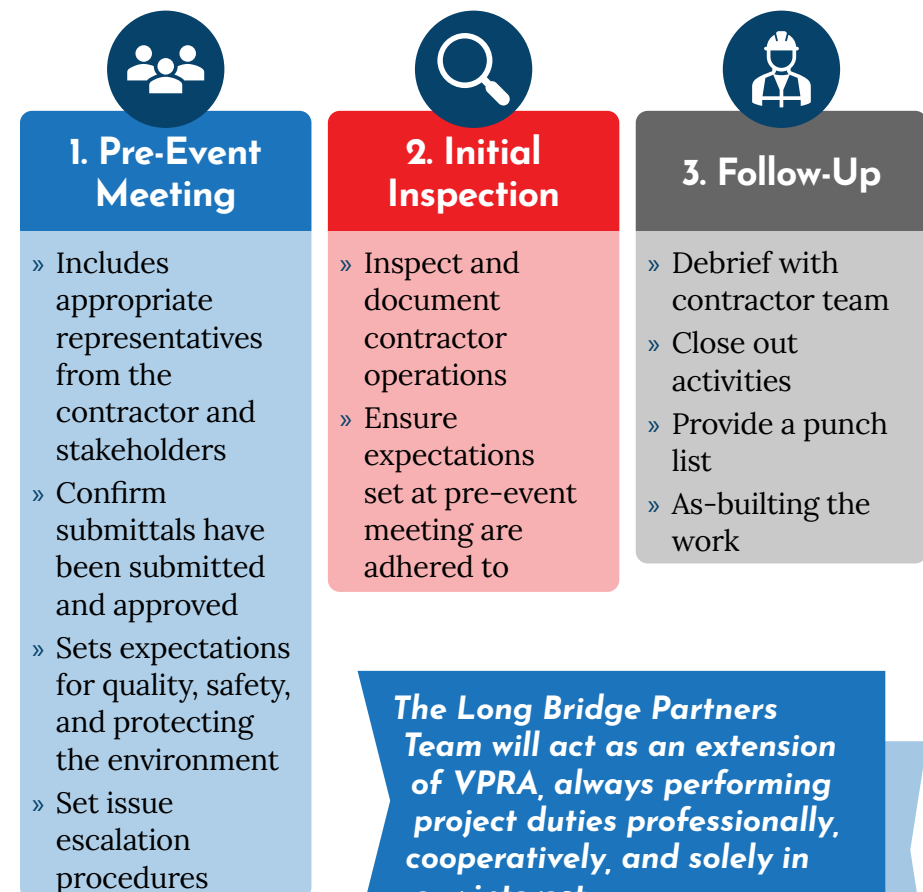 1. Pre-Event
Meeting
» Includes
appropriate
representatives
from the
contractor and
stakeholders
» Confirm
submittals have
been submitted
and approved
» Sets expectations
for quality, safety,
and protecting
the environment
» Set issue
escalation
procedures
2. Initial
Inspection
» Inspect and
document
contractor
operations
» Ensure
expectations
set at pre-event
meeting are
adhered to
3. Follow-Up
» Debrief with
contractor team
» Close out
activities
» Provide a punch
list
» As-builting the
work
The Long Bridge Partners
Team will act as an extension
of VPRA, always performing
project duties professionally,
cooperatively, and solely in